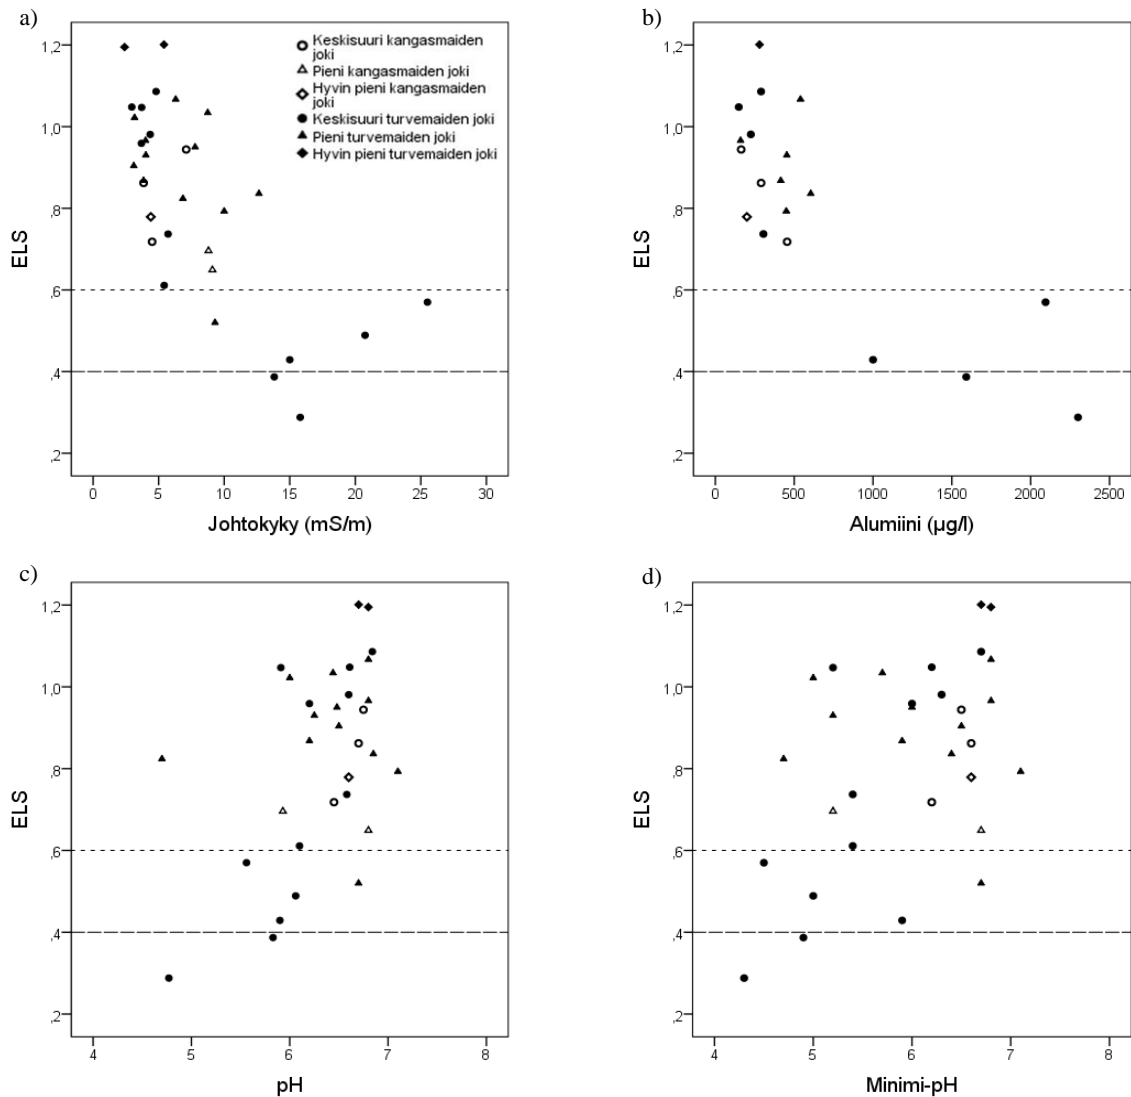 a)
1,2
1,0
,8
,6
,4
,2
ELS
Keskisuuri kangasmaiden
joki
Pieni kangasmaiden joki
Hyvin pieni kangasmaiden
joki
Keskisuuri turvemaiden joki
Pieni turvemaiden joki
Hyvin pieni turvemaiden joki
0 5 10 15 20 25 30
Johtokyky (mS/m)
b)
1,2
1,0
,8
,6
,4
,2
ELS
0 500 1000 1500 2000 2500
Alumiini (µg/l)
c)
1,2
1,0
,8
,6
,4
,2
ELS
4 5 6 7 8
pH
d)
1,2
1,0
,8
,6
,4
,2
ELS
4 5 6 7 8
Minimi-pH